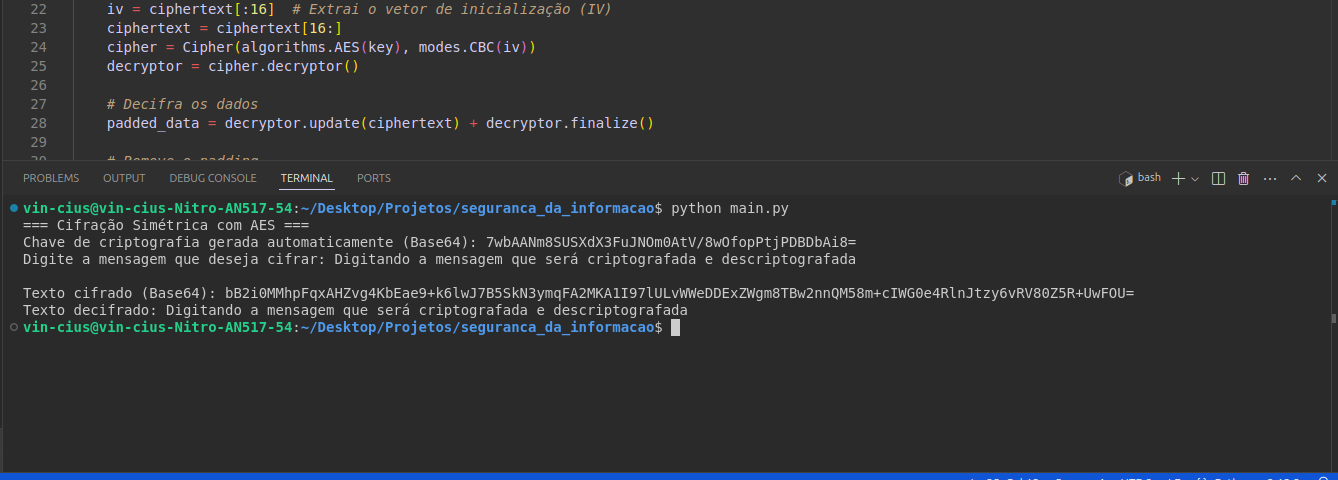 22 iv = ciphertext[:16]  # Extrai o vetor de inicialização (IV)
23 ciphertext = ciphertext[16:]
24 cipher = Cipher(algorithms.AES(key), modes.CBC(iv))
25 decryptor = cipher.decryptor()
26
27 # Decifra os dados
28 padded_data = decryptor.update(ciphertext) + decryptor.finalize()
29
PROBLEMS OUTPUT DEBUG CONSOLE TERMINAL PORTS bash
vin-cius@vin-cius-Nitro-AN517-54:~/Desktop/Projetos/seguranca_da_informacao$ python main.py
=== Cifração Simétrica com AES ===
Chave de criptografia gerada automaticamente (Base64): 7wbAANm8SUSXdX3FuJNOm0AtV/8wOfopPtjPDBDbAi8=
Digite a mensagem que deseja cifrar: Digitando a mensagem que será criptografada e descriptografada
Texto cifrado (Base64): bB2i0MMhpFqxAHZvg4KbEae9+k6lwJ7B5SkN3ymqFA2MKA1I97lULvWWeDDExZWgm8TBw2nnQM58m+cIWG0e4RlnJtzy6vRV80Z5R+UwFOU=
Texto decifrado: Digitando a mensagem que será criptografada e descriptografada
vin-cius@vin-cius-Nitro-AN517-54:~/Desktop/Projetos/seguranca_da_informacao$